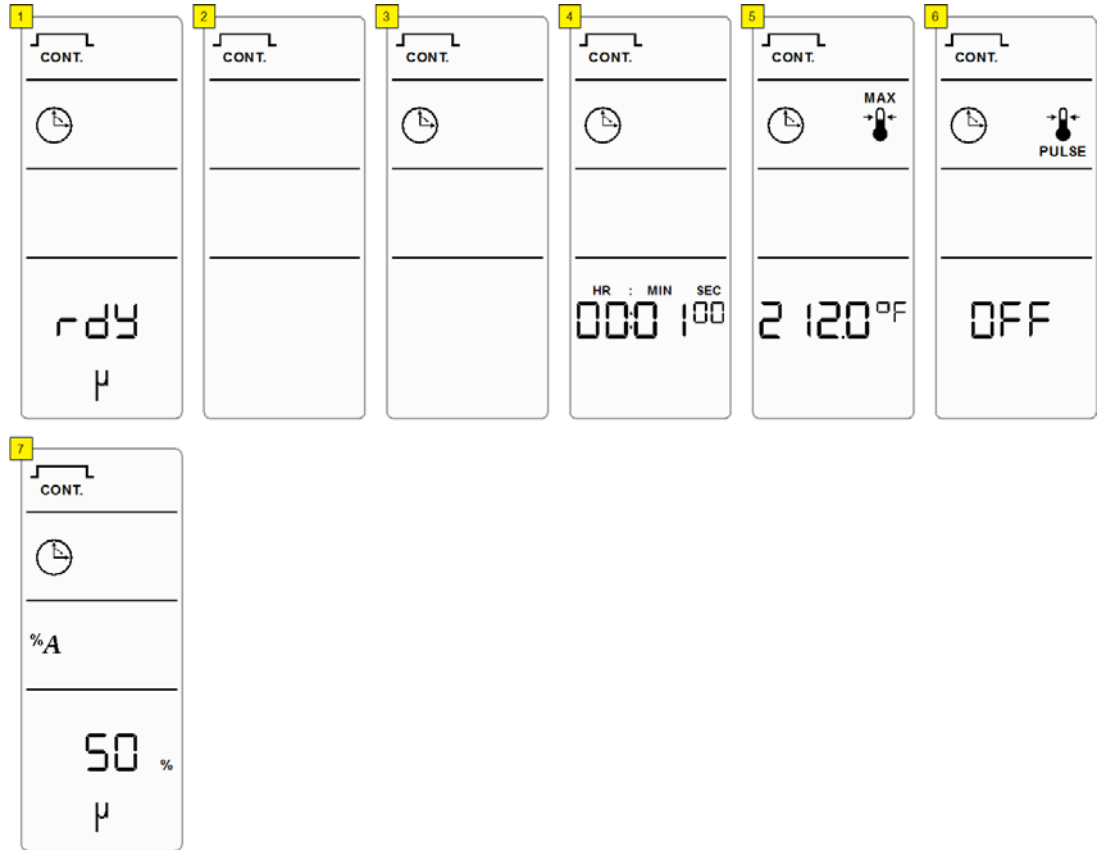 1
CONT.
rdy
µ
2
CONT.
3
CONT.
4
CONT.
HR : MIN SEC
00:01 00
5
CONT.
MAX
212.0°F
6
CONT.
PULSE
OFF
7
CONT.
%A
50 %
µ